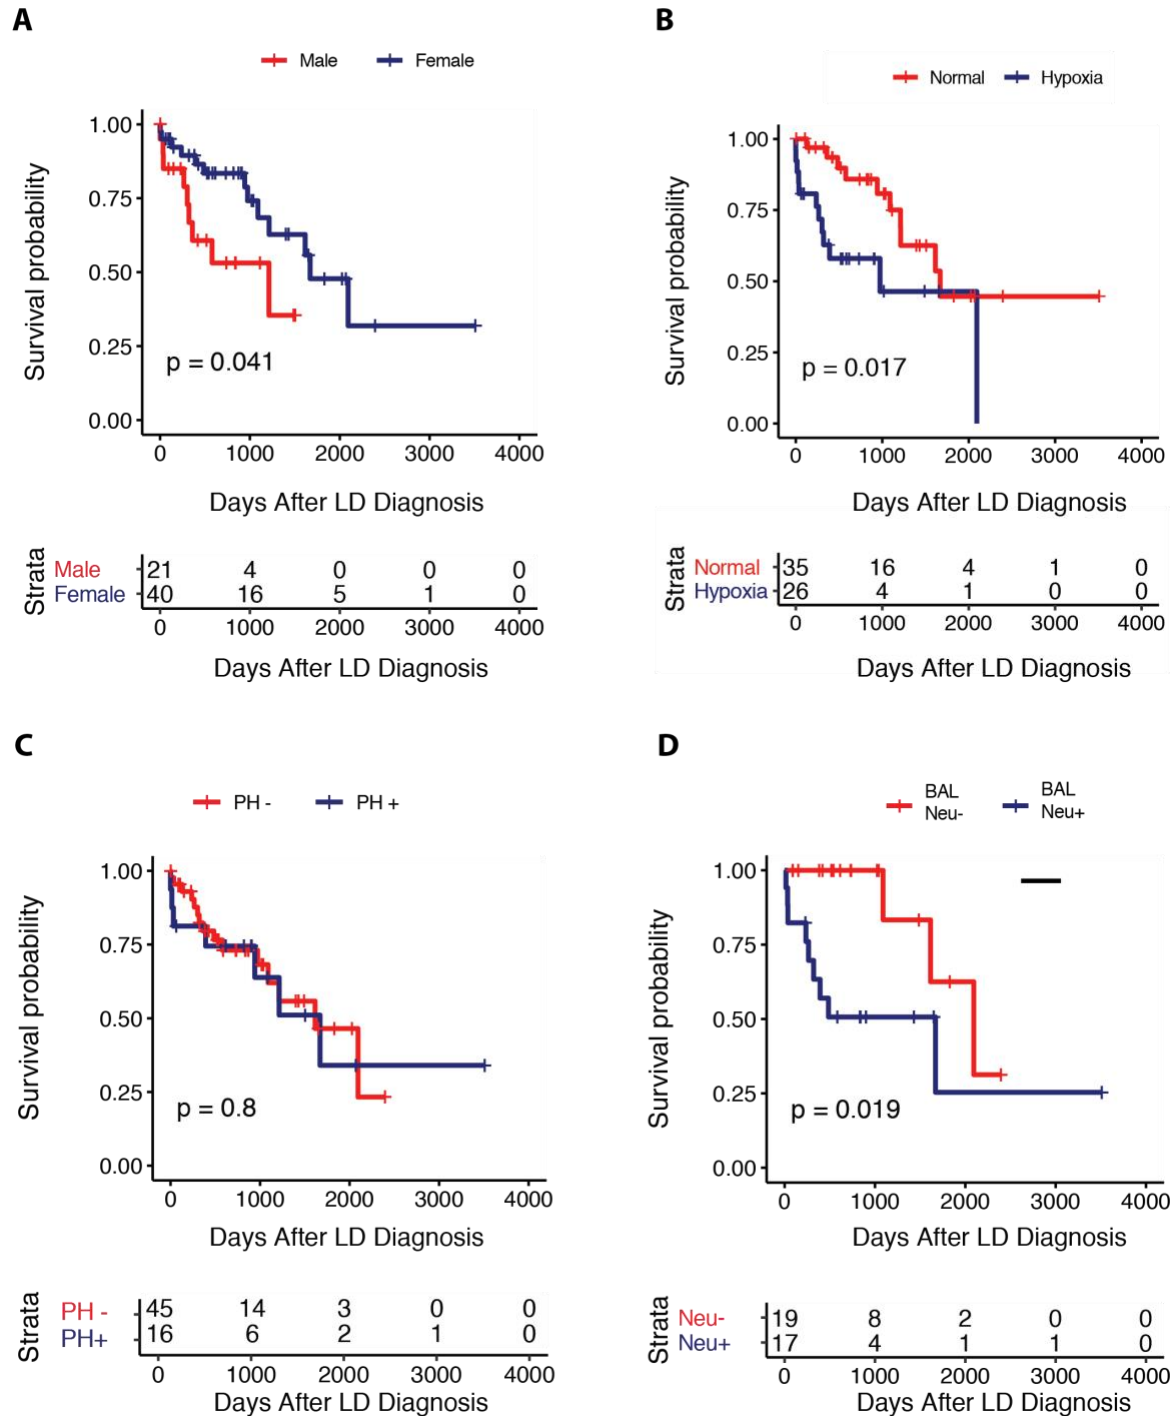 A
Male Female
1.00
0.75
0.50
0.25
0.00
Survival probability
p = 0.041
0 1000 2000 3000 4000
Days After LD Diagnosis
Strata
Male 21 4 0 0 0
Female 40 16 5 1 0
0 1000 2000 3000 4000
Days After LD Diagnosis
B
Normal Hypoxia
1.00
0.75
0.50
0.25
0.00
Survival probability
p = 0.017
0 1000 2000 3000 4000
Days After LD Diagnosis
Strata
Normal 35 16 4 1 0
Hypoxia 26 4 1 0 0
0 1000 2000 3000 4000
Days After LD Diagnosis
C
PH - PH +
1.00
0.75
0.50
0.25
0.00
Survival probability
p = 0.8
0 1000 2000 3000 4000
Days After LD Diagnosis
Strata
PH - 45 14 3 0 0
PH+ 16 6 2 1 0
0 1000 2000 3000 4000
Days After LD Diagnosis
D
BAL BAL
Neu- Neu+
1.00
0.75
0.50
0.25
0.00
Survival probability
p = 0.019
0 1000 2000 3000 4000
Days After LD Diagnosis
Strata
Neu- 19 8 2 0 0
Neu+ 17 4 1 1 0
0 1000 2000 3000 4000
Days After LD Diagnosis